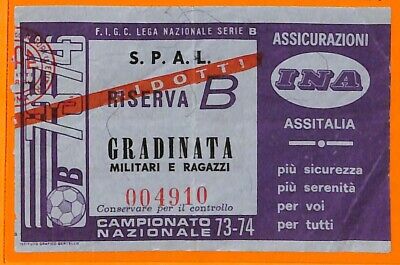 F.I.G.C. LEGA NAZIONALE SERIE B
S.P.A.L.
IDOTTI
RISERVA B
GRADINATA
MILITARI E RAGAZZI
004910
Conservare per il controllo
CAMPIONATO
NAZIONALE 73-74
73-74
B
ASSICURAZIONI
INA
ASSITALIA
più sicurezza
più serenità
per voi
per tutti